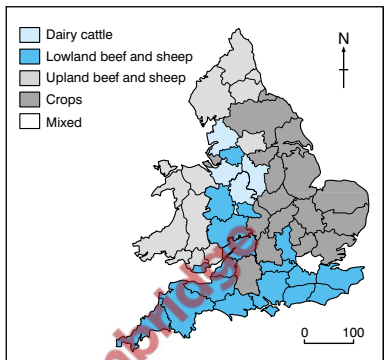 Dairy cattle
Lowland beef and sheep
Upland beef and sheep
Crops
Mixed
N
0 100